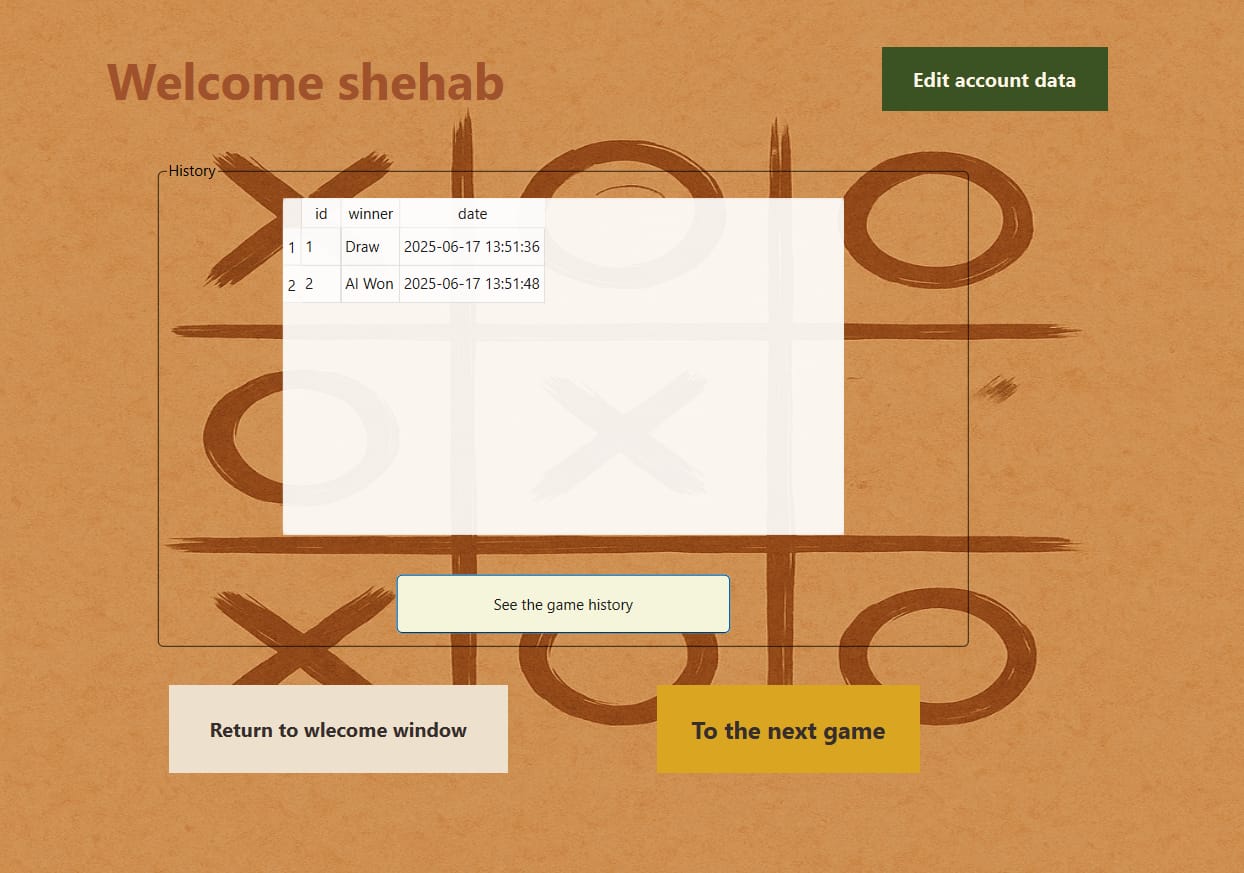 Welcome shehab
Edit account data
History
id winner date
1 1 Draw 2025-06-17 13:51:36
2 2 AI Won 2025-06-17 13:51:48
See the game history
Return to wlecome window
To the next game